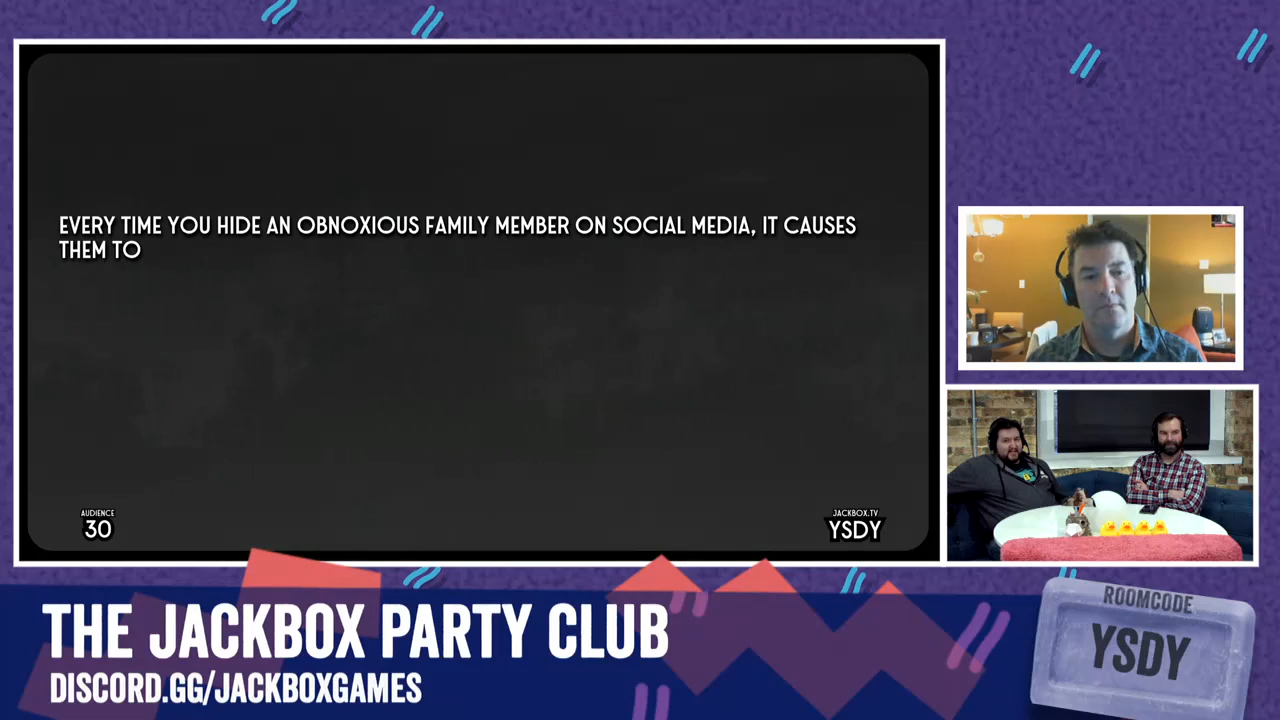 EVERY TIME YOU HIDE AN OBNOXIOUS FAMILY MEMBER ON SOCIAL MEDIA, IT CAUSES
THEM TO
AUDIENCE
30
JACKBOX.TV
YSDY
THE JACKBOX PARTY CLUB
DISCORD.GG/JACKBOXGAMES
ROOMCODE
YSDY